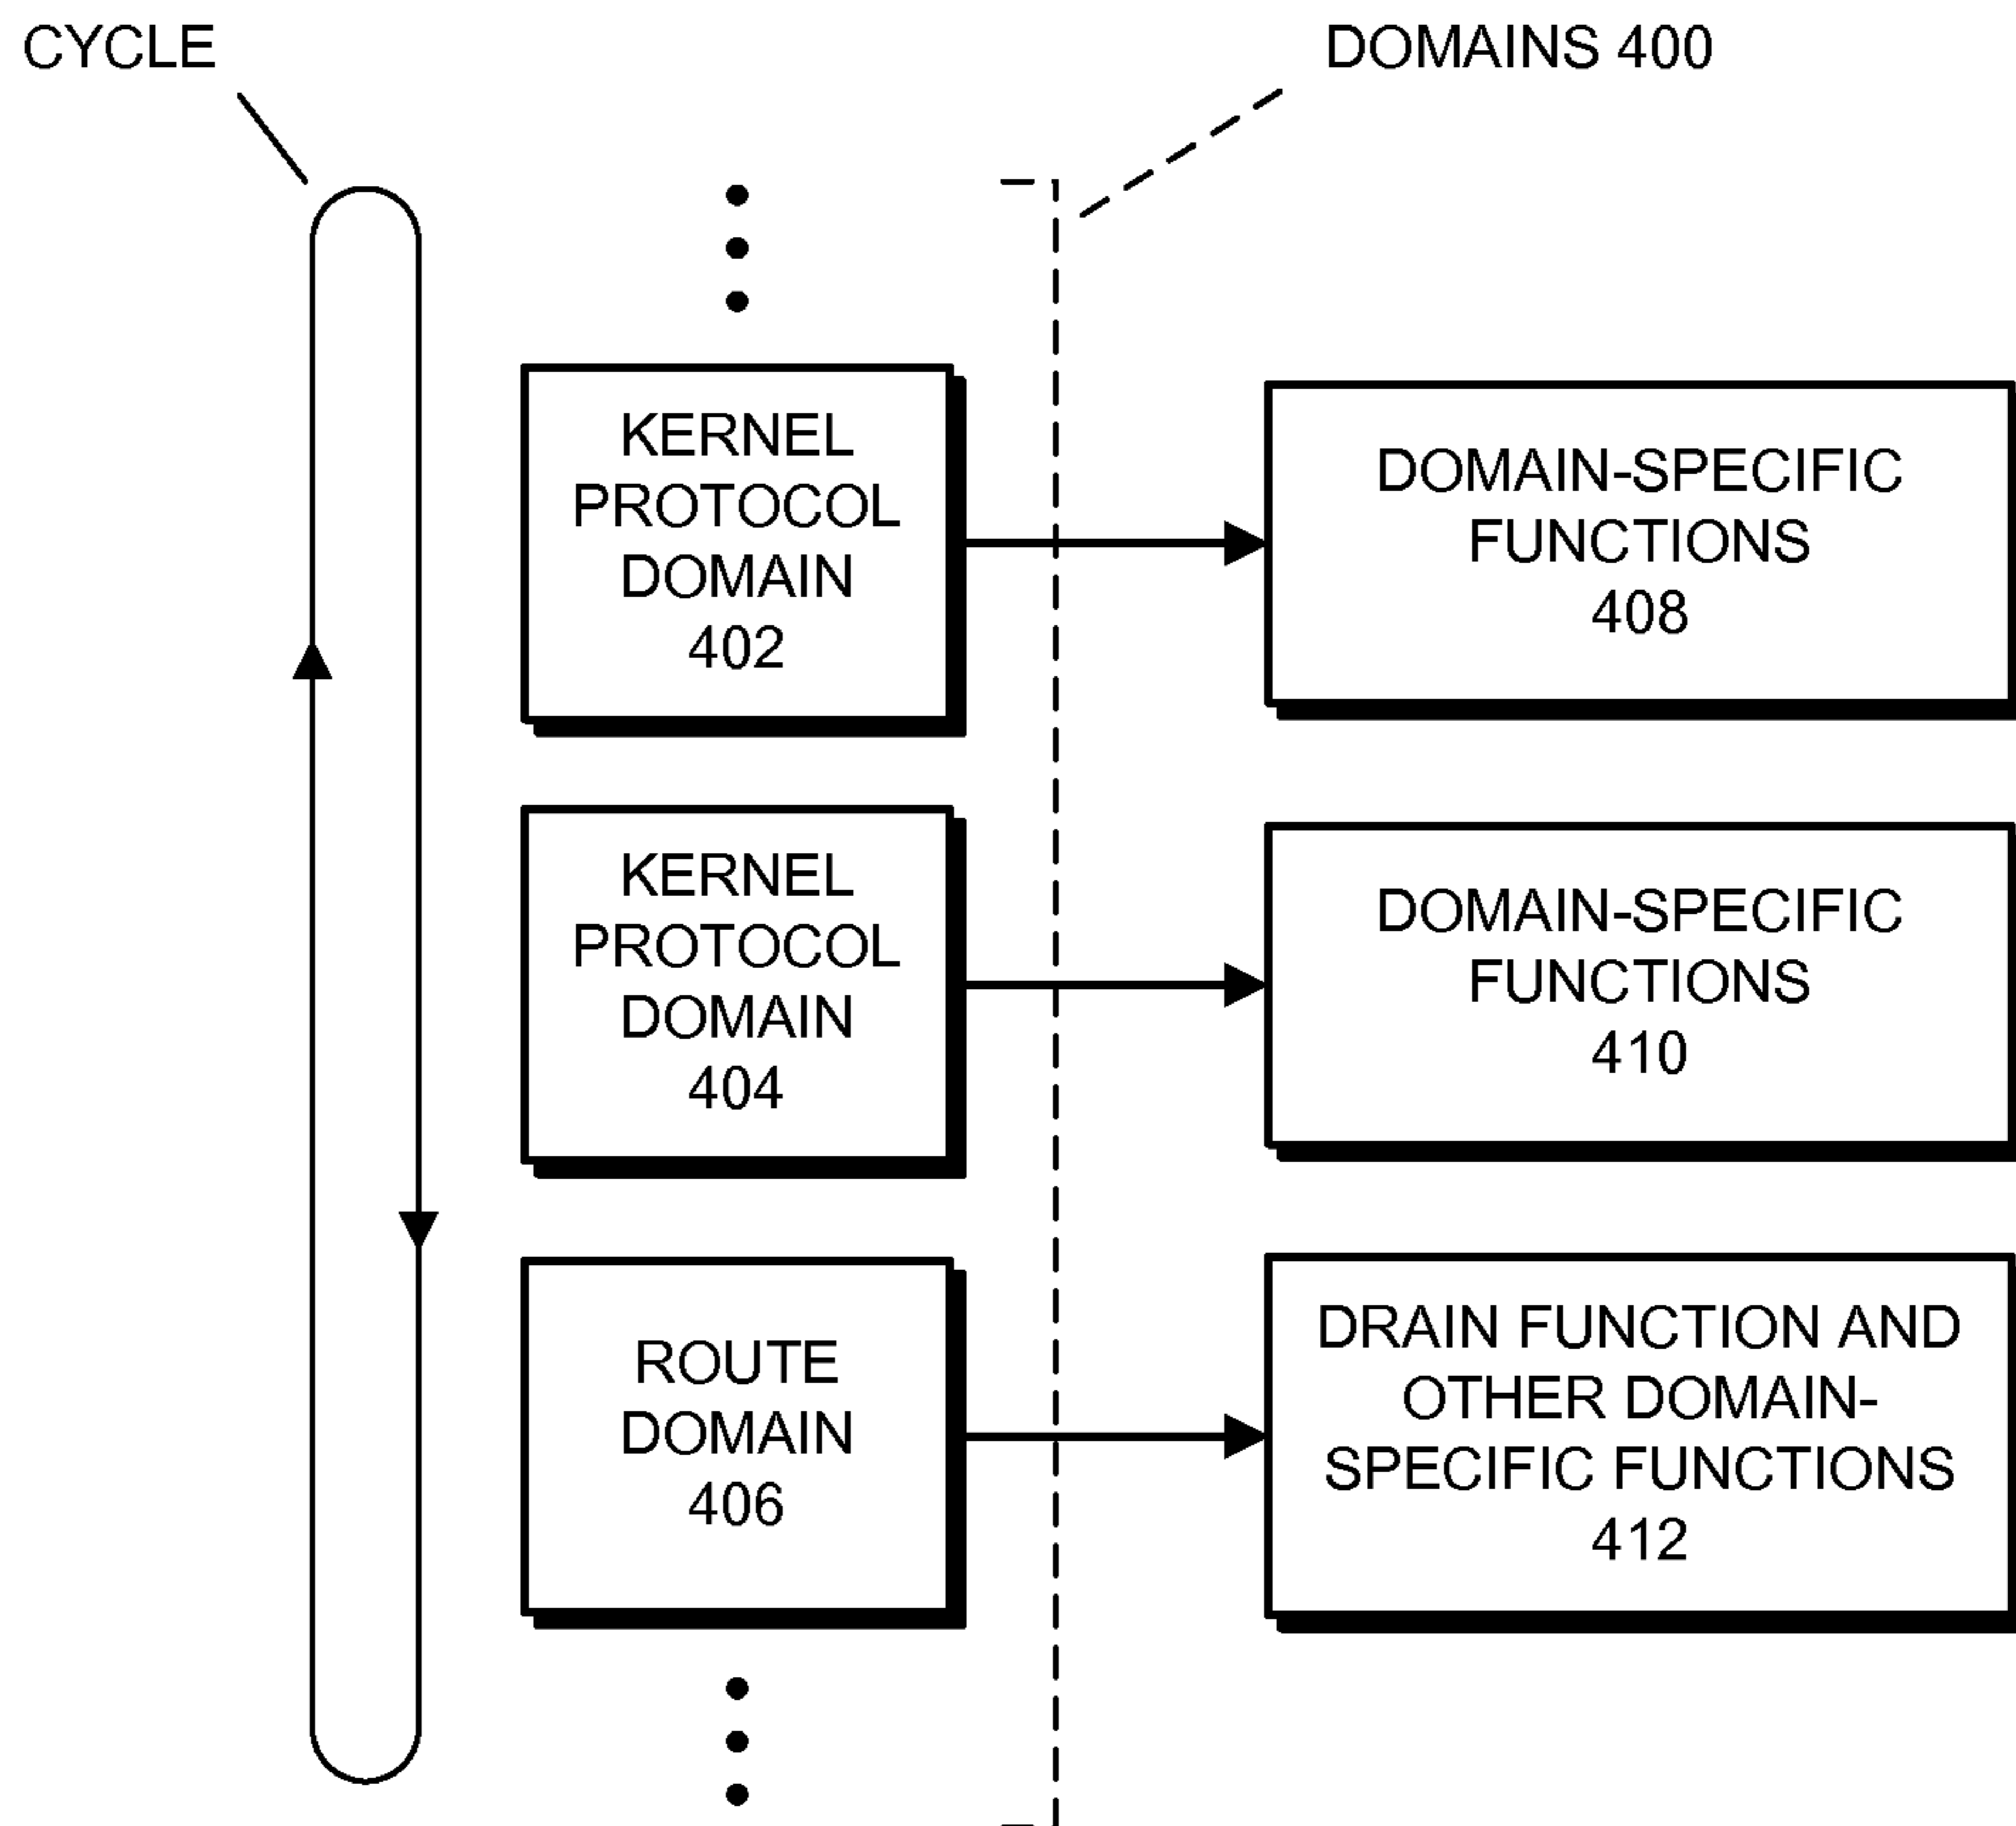 CYCLE
DOMAINS 400
KERNEL
PROTOCOL
DOMAIN
402
DOMAIN-SPECIFIC
FUNCTIONS
408
KERNEL
PROTOCOL
DOMAIN
404
DOMAIN-SPECIFIC
FUNCTIONS
410
ROUTE
DOMAIN
406
DRAIN FUNCTION AND
OTHER DOMAIN-
SPECIFIC FUNCTIONS
412